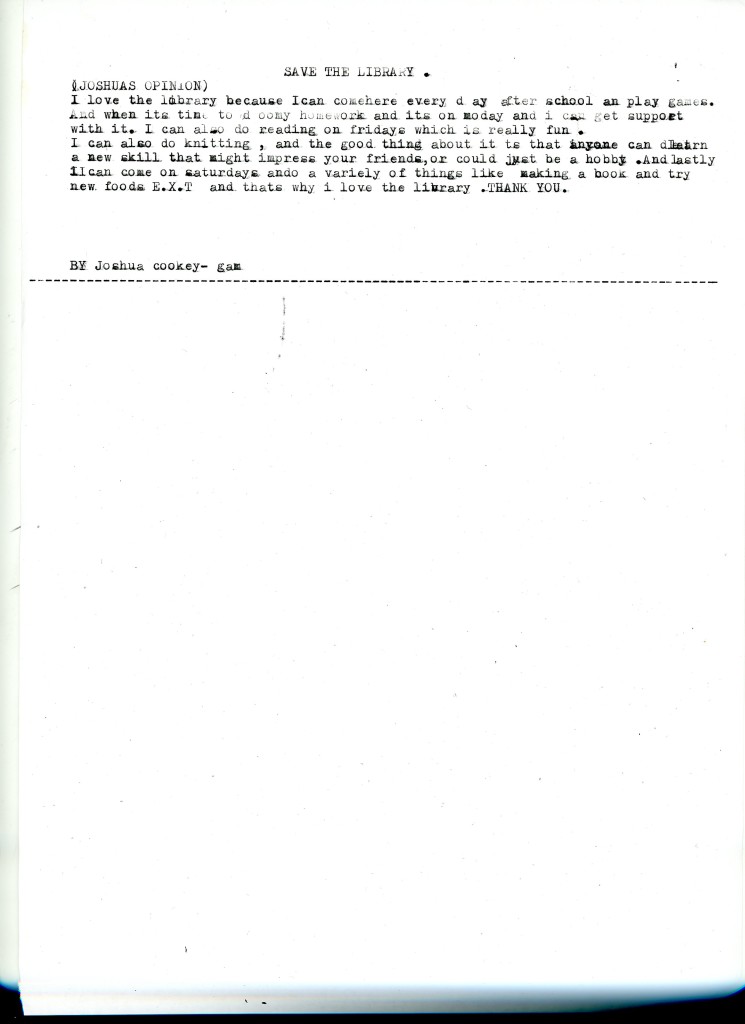 SAVE THE LIBRARY .
(JOSHUAS OPINION)
I love the library because Ican comehere every d ay after school an play games.
And when its time to d oomy homework and its on moday and i can get support
with it. I can also do reading on fridays which is really fun .
I can also do knitting , and the good thing about it ts that anyone can dlearn
a new skill that might impress your friends,or could just be a hobby .Andlastly
iIcan come on saturdays ando a variely of things like making a book and try
new foods E.X.T and thats why i love the library .THANK YOU.
BY Joshua cookey- gam